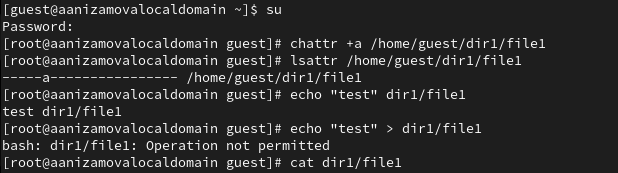 [guest@aanizamovalocaldomain ~]$ su
Password:
[root@aanizamovalocaldomain guest]# chattr +a /home/guest/dir1/file1
[root@aanizamovalocaldomain guest]# lsattr /home/guest/dir1/file1
-----a---------------- /home/guest/dir1/file1
[root@aanizamovalocaldomain guest]# echo "test" dir1/file1
test dir1/file1
[root@aanizamovalocaldomain guest]# echo "test" > dir1/file1
bash: dir1/file1: Operation not permitted
[root@aanizamovalocaldomain guest]# cat dir1/file1